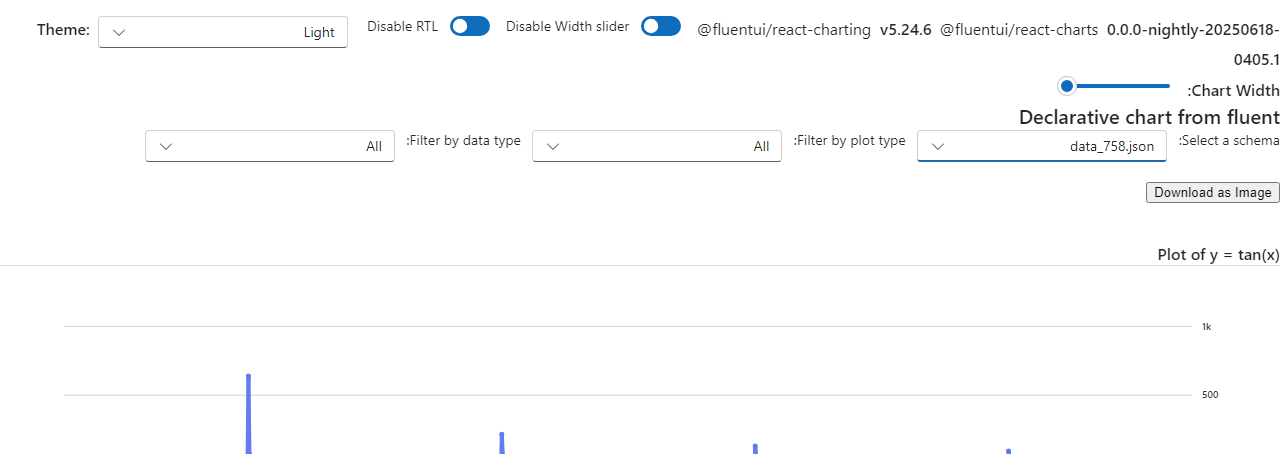 Theme: Light Disable RTL Disable Width slider @fluentui/react-charting v5.24.6 @fluentui/react-charts 0.0.0-nightly-20250618-
0405.1
:Chart Width
Declarative chart from fluent
:Select a schema data_758.json :Filter by plot type All :Filter by data type All
Download as Image
Plot of y = tan(x)
1k
500